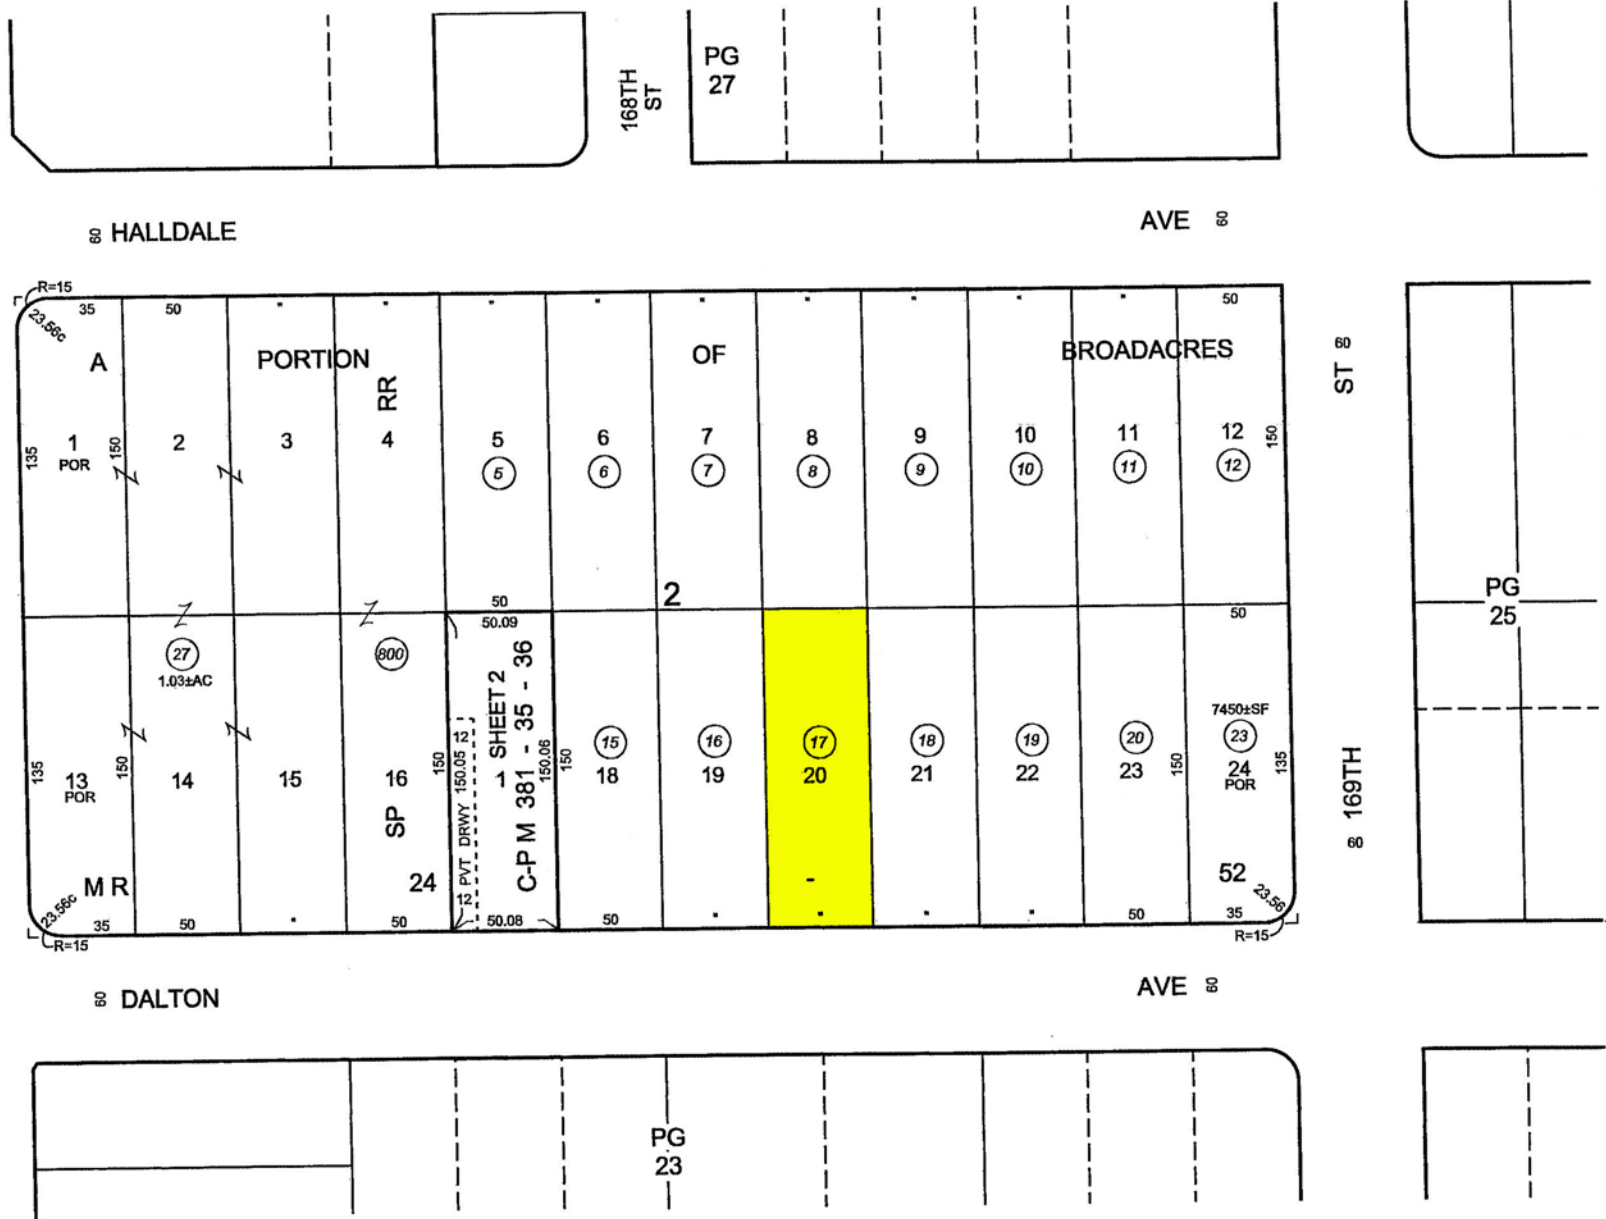 168TH
ST
PG
27
60 HALLDALE
AVE 60
R=15
23.56c
35
50
50
A
PORTION
OF
BROADACRES
ST 60
RR
1
POR
135
150
2
3
4
5
5
6
6
7
7
8
8
9
9
10
10
11
11
12
12
150
2
50
50.09
50
PG
25
27
1.03±AC
800
SHEET 2
1
C-P M 381 - 35 - 36
12
150.05
PVT DRWY
12
150
150.06
150
135
13
POR
150
14
15
16
15
18
16
19
17
20
18
21
19
22
20
23
150
7450±SF
23
24
POR
135
169TH
60
SP
M R
24
-
52
23.56c
35
50
50
50.08
50
50
35
23.56
R=15
R=15
60 DALTON
AVE 60
PG
23